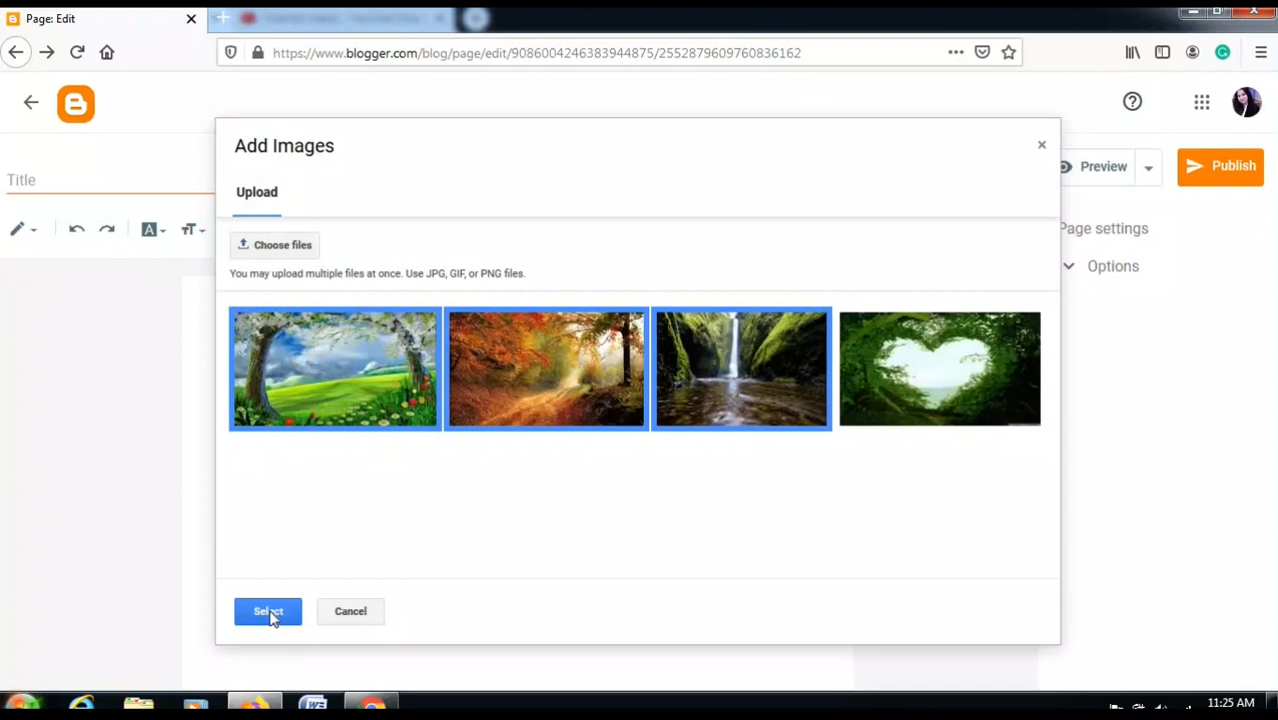 Page: Edit
https://www.blogger.com/blog/page/edit/9086004246383944875/2552879609760836162
Add Images
Upload
Choose files
You may upload multiple files at once. Use JPG, GIF, or PNG files.
Select
Cancel
Title
Preview
Publish
Page settings
Options
11:25 AM